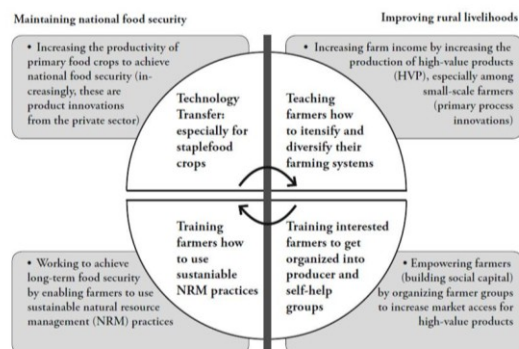 Maintaining national food security
Improving rural livelihoods
• Increasing the productivity of
primary food crops to achieve
national food security (in-
creasingly, these are
product innovations
from the private sector)
Technology
Transfer:
especially for
staplefood
crops
Teaching
farmers how
to itensify and
diversify their
farming systems
• Increasing farm income by increasing the
production of high-value products
(HVP), especially among
small-scale farmers
(primary process
innovations)
• Working to achieve
long-term food security
by enabling farmers to use
sustainable natural resource
management (NRM) practices
Training
farmers how
to use
sustaniable
NRM practices
Training interested
farmers to get
organized into
producer and
self-help
groups
• Empowering farmers
(building social capital)
by organizing farmer groups
to increase market access for
high-value products